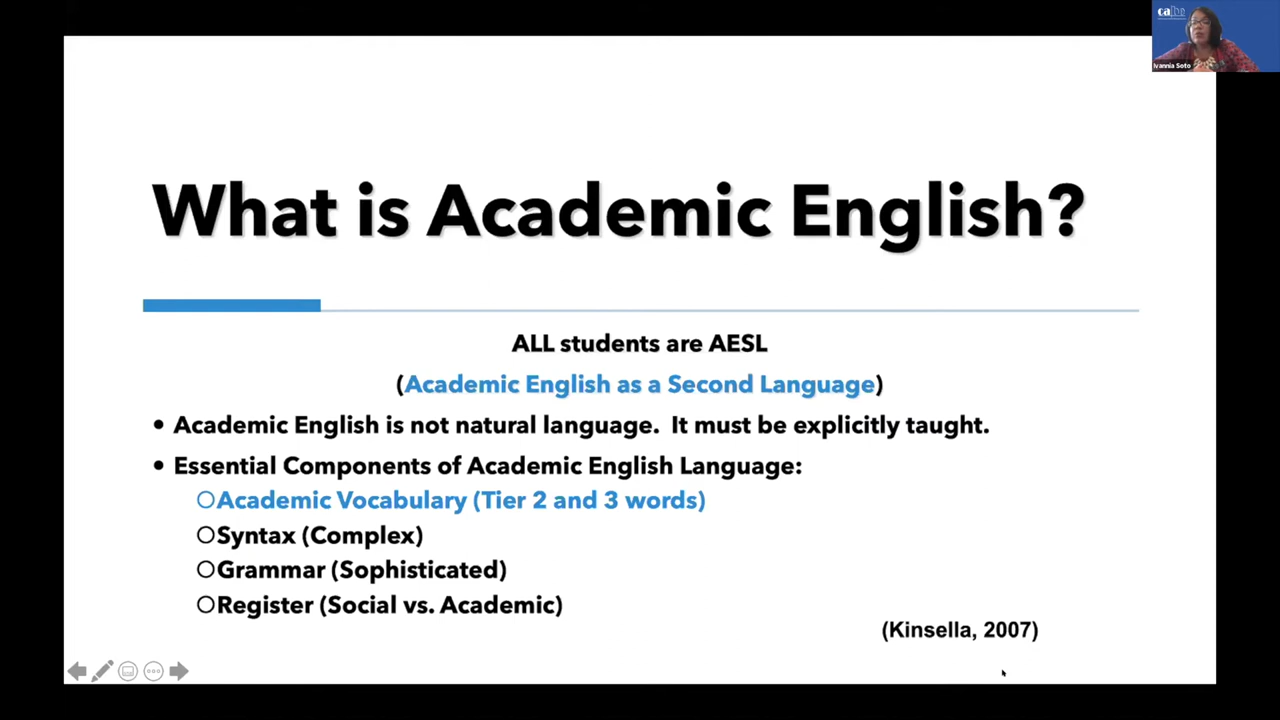 cabe
Ivannia Soto
What is Academic English?
ALL students are AESL
(Academic English as a Second Language)
• Academic English is not natural language. It must be explicitly taught.
• Essential Components of Academic English Language:
○Academic Vocabulary (Tier 2 and 3 words)
○Syntax (Complex)
○Grammar (Sophisticated)
○Register (Social vs. Academic)
(Kinsella, 2007)